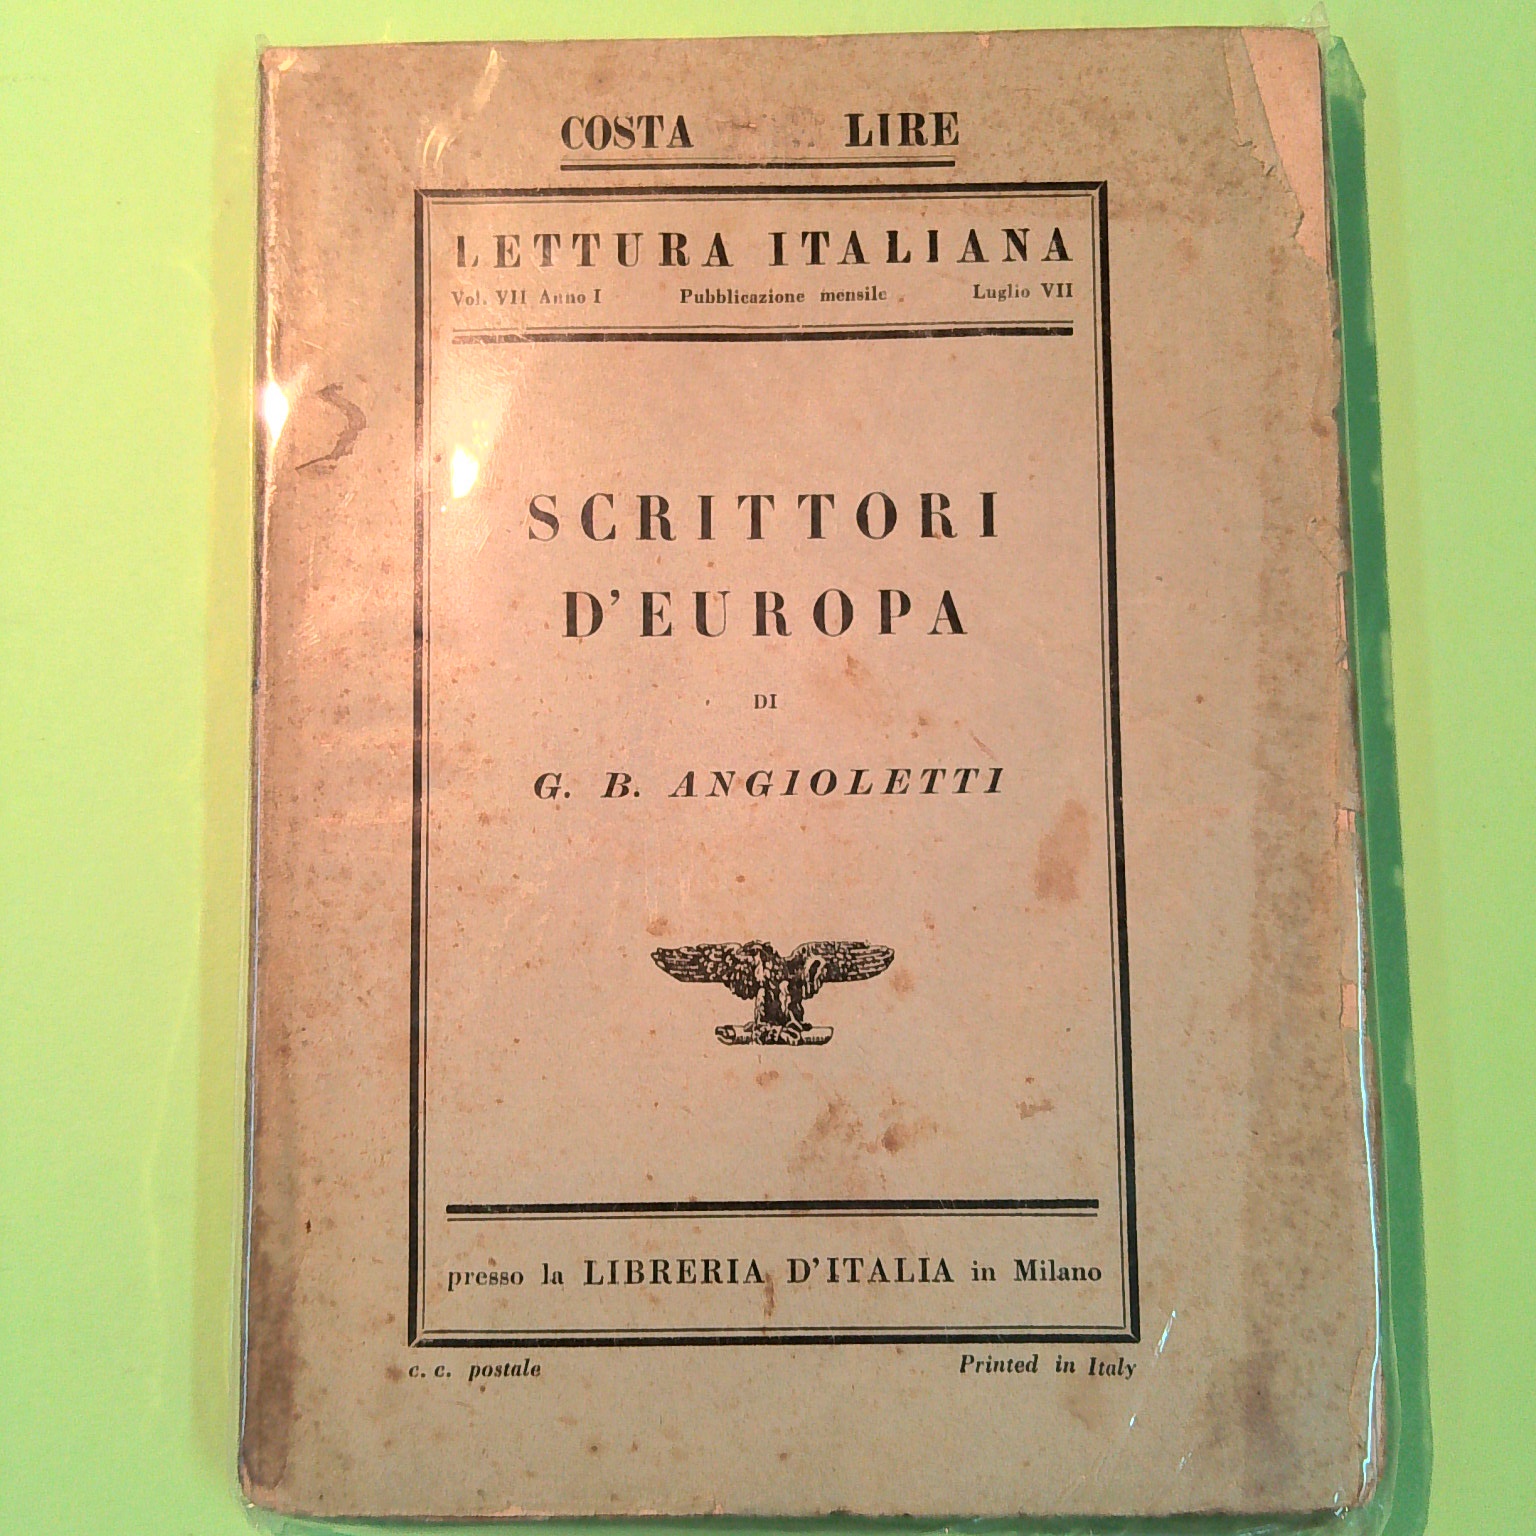 COSTA LIRE
LETTURA ITALIANA
Vol. VII Anno I Pubblicazione mensile Luglio VII
SCRITTORI
D'EUROPA
DI
G. B. ANGIOLETTI
presso la LIBRERIA D'ITALIA in Milano
c. c. postale Printed in Italy